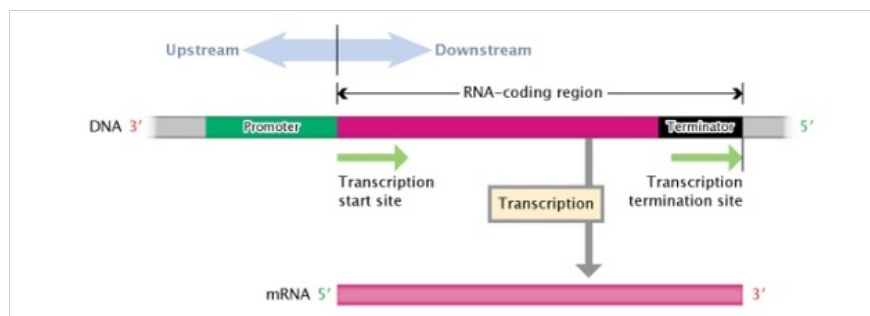 Upstream Downstream
RNA-coding region
DNA 3′ Promoter Terminator 5′
Transcription
start site
Transcription
Transcription
termination site
mRNA 5′ 3′